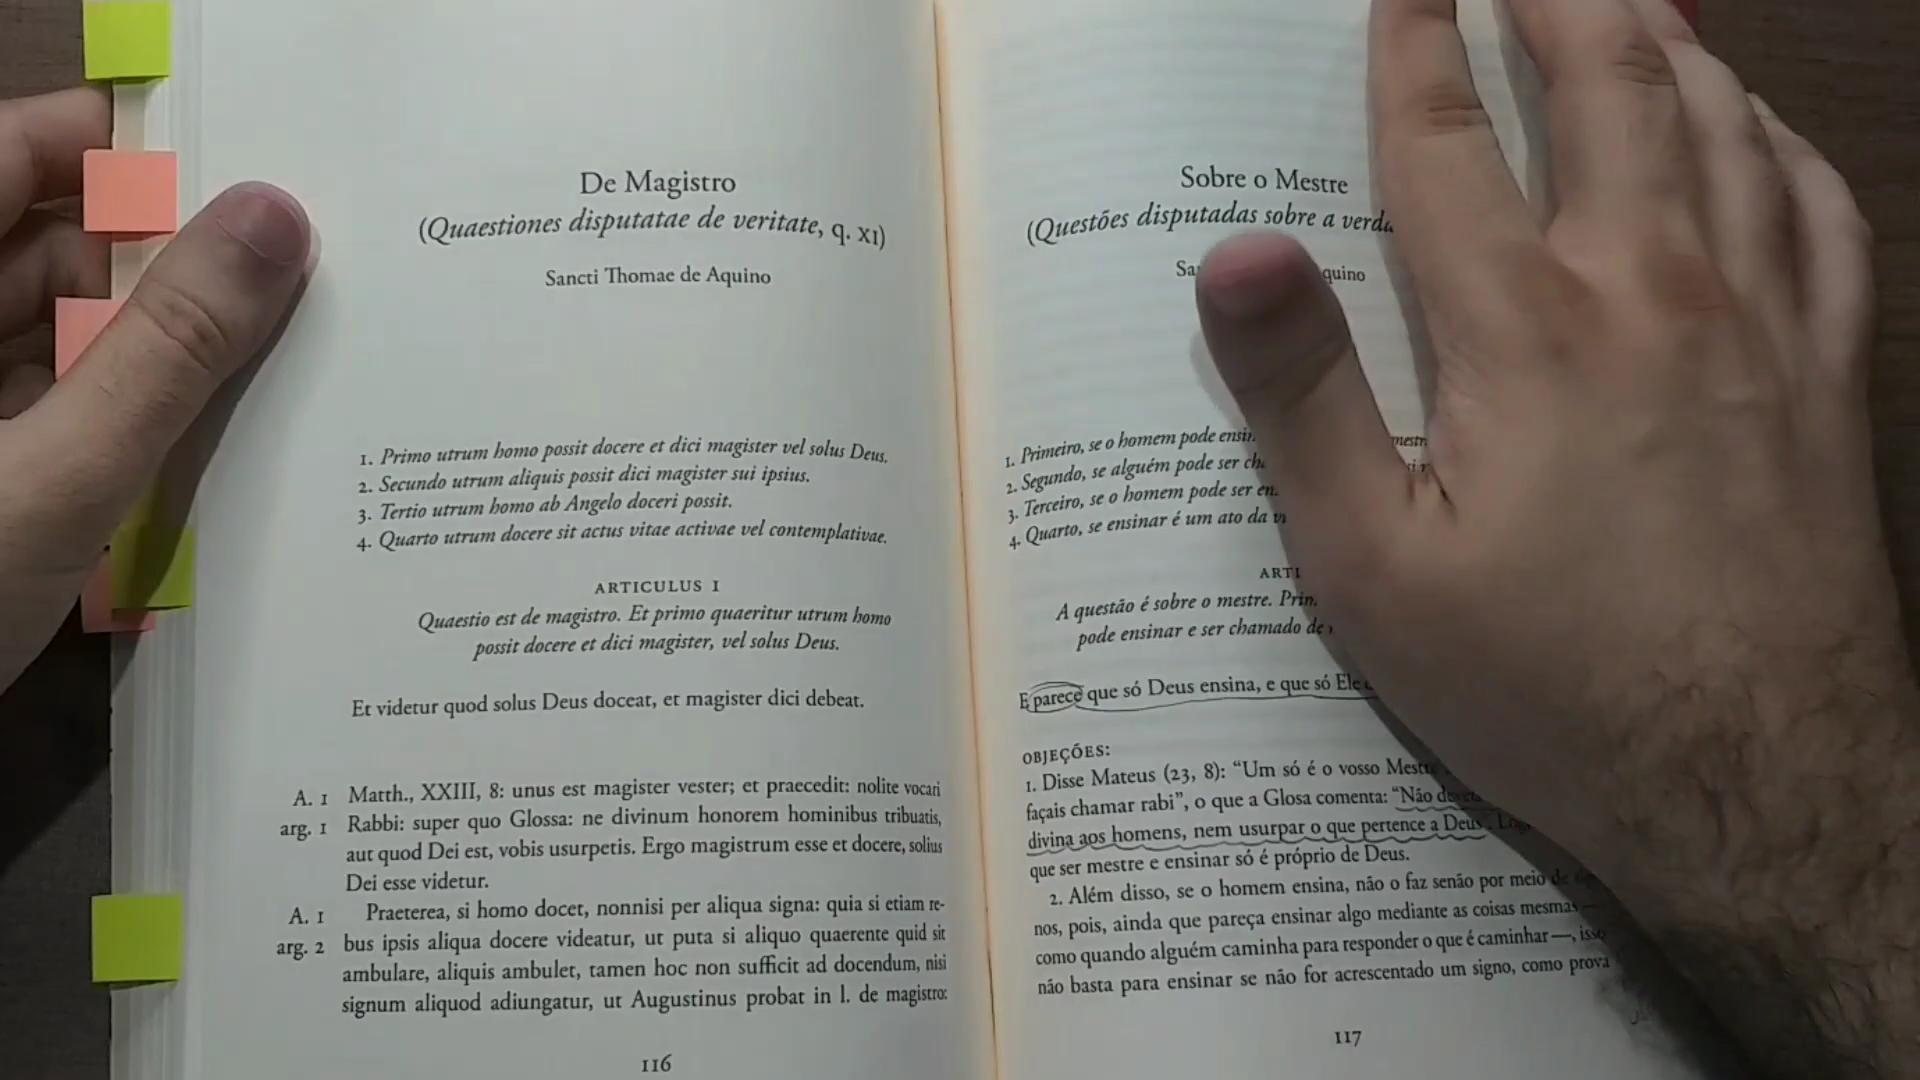 De Magistro
(Quaestiones disputatae de veritate, q. XI)
Sancti Thomae de Aquino
1. Primo utrum homo possit docere et dici magister vel solus Deus.
2. Secundo utrum aliquis possit dici magister sui ipsius.
3. Tertio utrum homo ab Angelo doceri possit.
4. Quarto utrum docere sit actus vitae activae vel contemplativae.
ARTICULUS I
Quaestio est de magistro. Et primo quaeritur utrum homo
possit docere et dici magister, vel solus Deus.
Et videtur quod solus Deus doceat, et magister dici debeat.
A. 1 Matth., XXIII, 8: unus est magister vester; et praecedit: nolite vocari
arg. 1 Rabbi: super quo Glossa: ne divinum honorem hominibus tribuatis,
aut quod Dei est, vobis usurpetis. Ergo magistrum esse et docere, solius
Dei esse videtur.
A. 1 Praeterea, si homo docet, nonnisi per aliqua signa: quia si etiam re-
arg. 2 bus ipsis aliqua docere videatur, ut puta si aliquo quaerente quid sit
ambulare, aliquis ambulet, tamen hoc non sufficit ad docendum, nisi
signum aliquod adiungatur, ut Augustinus probat in l. de magistro:
116
Sobre o Mestre
(Questões disputadas sobre a
quino
1. Primeiro, se o homem pode
2. Segundo, se alguém pode ser
3. Terceiro, se o homem pode ser
4. Quarto, se ensinar é um ato da
ARTI
A questão é sobre o mestre.
pode ensinar e ser chamado de
E parece que só Deus ensina, e que só Ele
OBJEÇÕES:
1. Disse Mateus (23, 8): “Um só é o vosso
façais chamar rabi”, o que a Glosa comenta: “Não
divina aos homens, nem usurpar o que pertence a Deus”.
que ser mestre e ensinar só é próprio de Deus.
2. Além disso, se o homem ensina, não o faz senão por meio
nos, pois, ainda que pareça ensinar algo mediante as coisas mesmas —
como quando alguém caminha para responder o que é caminhar —, isso
não basta para ensinar se não for acrescentado um signo, como prova
117